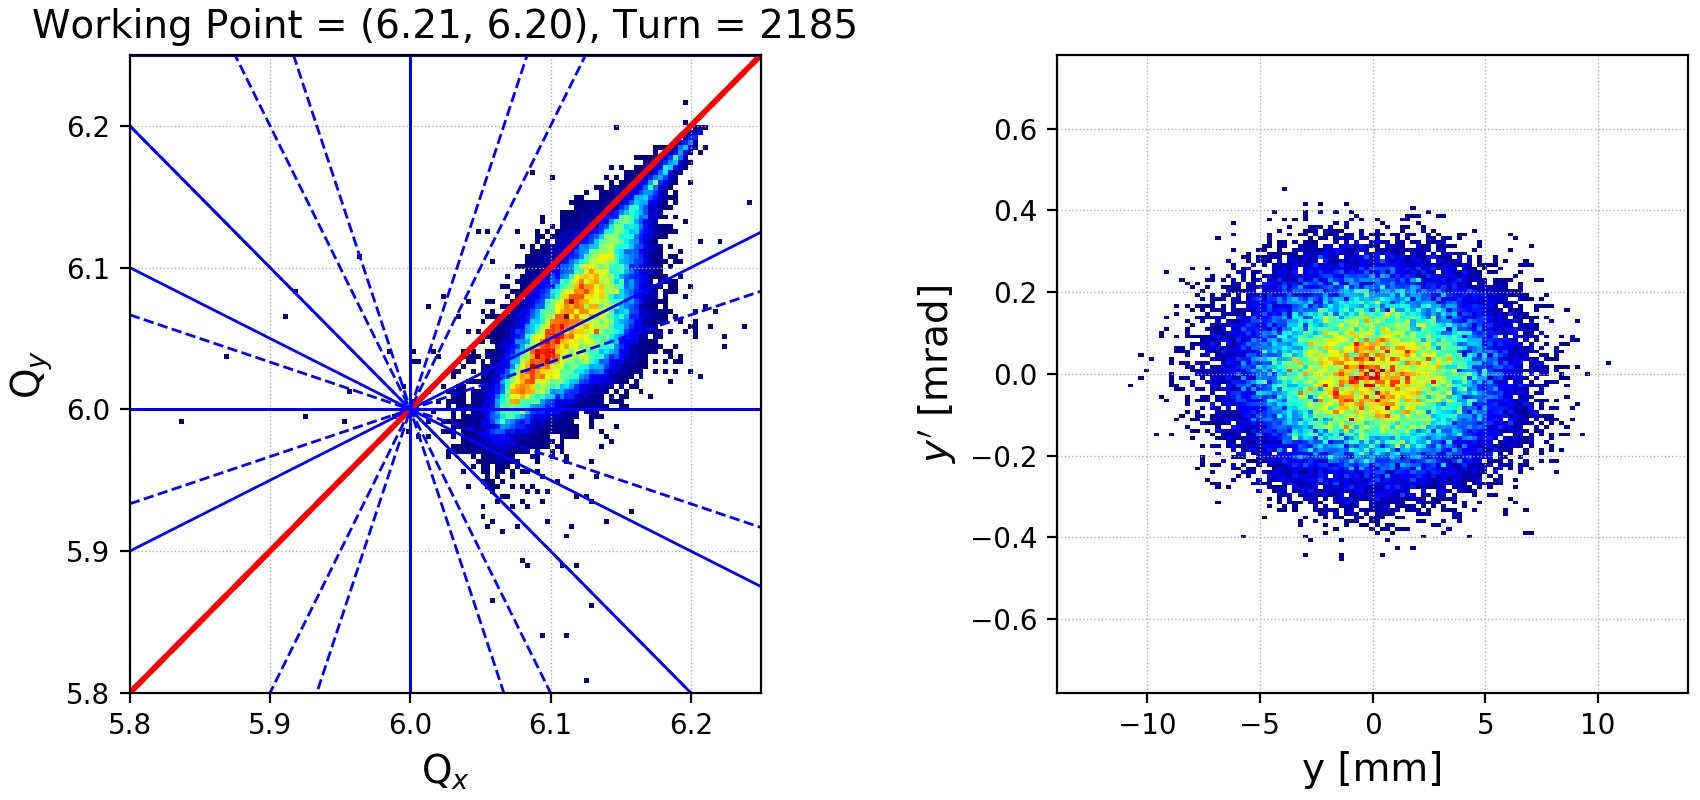 Working Point = (6.21, 6.20), Turn = 2185
6.2
6.1
6.0
5.9
5.8
Qy
5.8 5.9 6.0 6.1 6.2
Qx
0.6
0.4
0.2
0.0
−0.2
−0.4
−0.6
y′ [mrad]
−10 −5 0 5 10
y [mm]